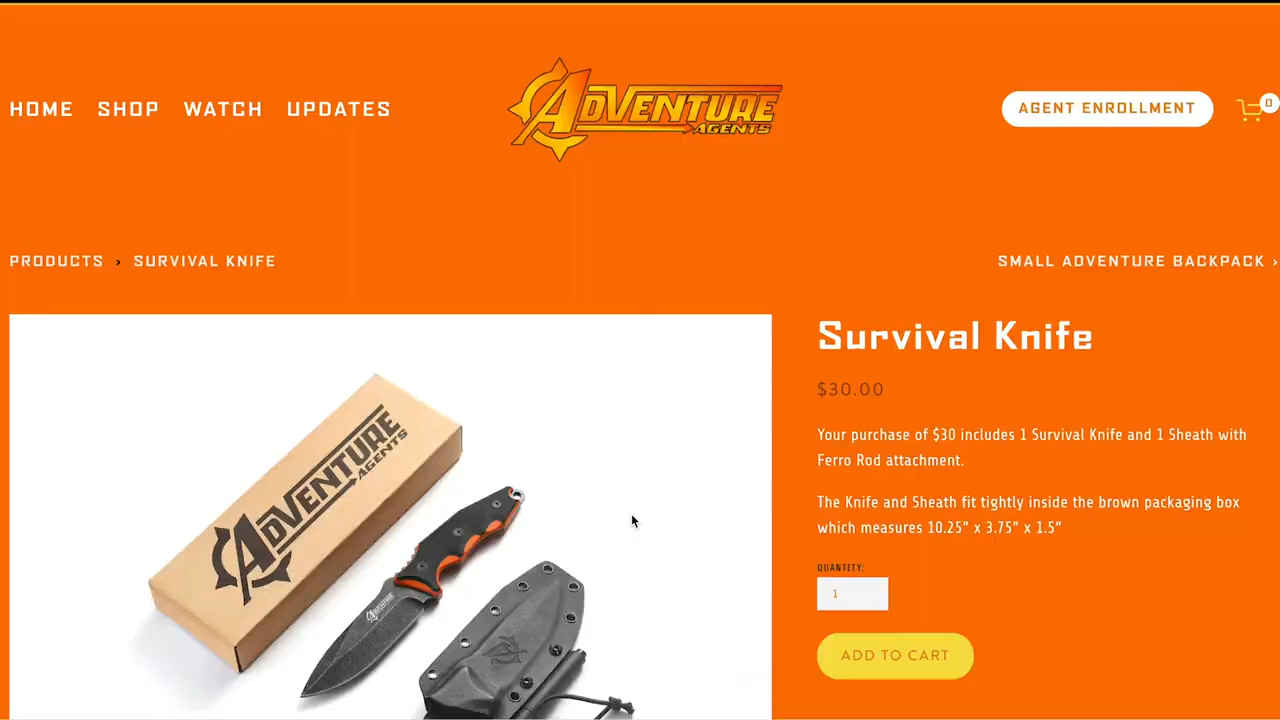 HOME SHOP WATCH UPDATES
ADVENTURE
AGENTS
AGENT ENROLLMENT
0
PRODUCTS › SURVIVAL KNIFE
SMALL ADVENTURE BACKPACK ›
ADVENTURE
AGENTS
ADVENTURE
Survival Knife
$30.00
Your purchase of $30 includes 1 Survival Knife and 1 Sheath with
Ferro Rod attachment.
The Knife and Sheath fit tightly inside the brown packaging box
which measures 10.25” x 3.75” x 1.5”
QUANTITY:
1
ADD TO CART